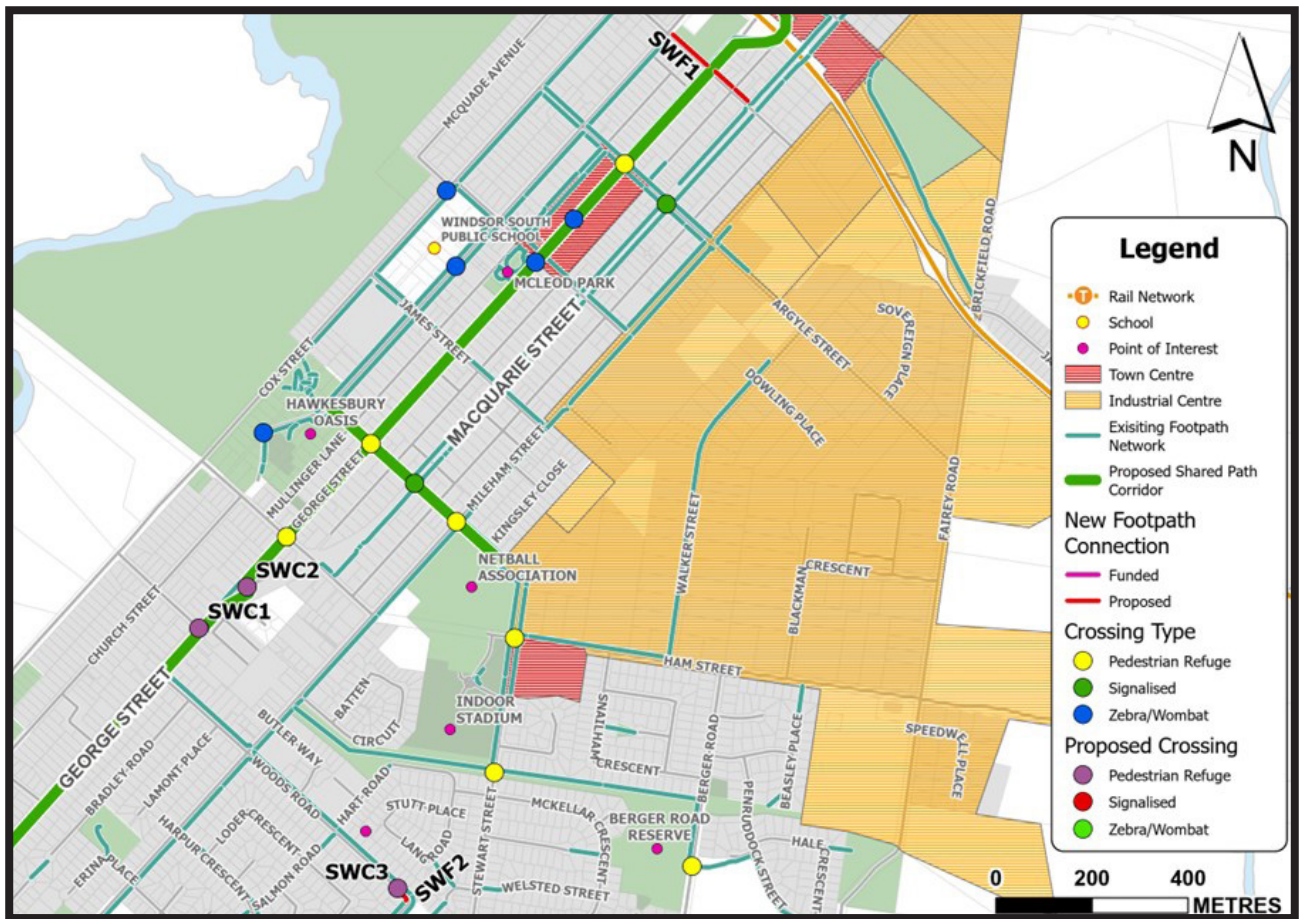 SWF1
MCQUADE AVENUE
N
WINDSOR SOUTH
PUBLIC SCHOOL
MCLEOD PARK
BRICKFIELD ROAD
SOVEREIGN PLACE
ARGYLE STREET
JAMES STREET
MACQUARIE STREET
COX STREET
DOWLING PLACE
HAWKESBURY
OASIS
MULLINGER LANE
GEORGE STREET
MILEHAM STREET
KINGSLEY CLOSE
FAIREY ROAD
WALKER STREET
NETBALL
ASSOCIATION
BLACKMAN
CRESCENT
SWC2
SWC1
CHURCH STREET
HAM STREET
GEORGE STREET
BATTEN
CIRCUIT
INDOOR
STADIUM
SNAILHAM
CRESCENT
BERGER ROAD
BEASLEY PLACE
SPEEDWELL PLACE
BUTLER WAY
BRADLEY ROAD
LAMONT PLACE
WOODS ROAD
HART ROAD
STUTT PLACE
LANG ROAD
STEWART STREET
MCKELLAR CRESCENT
BERGER ROAD
RESERVE
PENRUDDOCK STREET
HALE
CRESCENT
ERINA PLACE
HARPUR CRESCENT
LODER CRESCENT
SALMON ROAD
SWC3
SWF2
WELSTED STREET
Legend
T
Rail Network
School
Point of Interest
Town Centre
Industrial Centre
Exisiting Footpath
Network
Proposed Shared Path
Corridor
New Footpath
Connection
Funded
Proposed
Crossing Type
Pedestrian Refuge
Signalised
Zebra/Wombat
Proposed Crossing
Pedestrian Refuge
Signalised
Zebra/Wombat
0 200 400
METRES